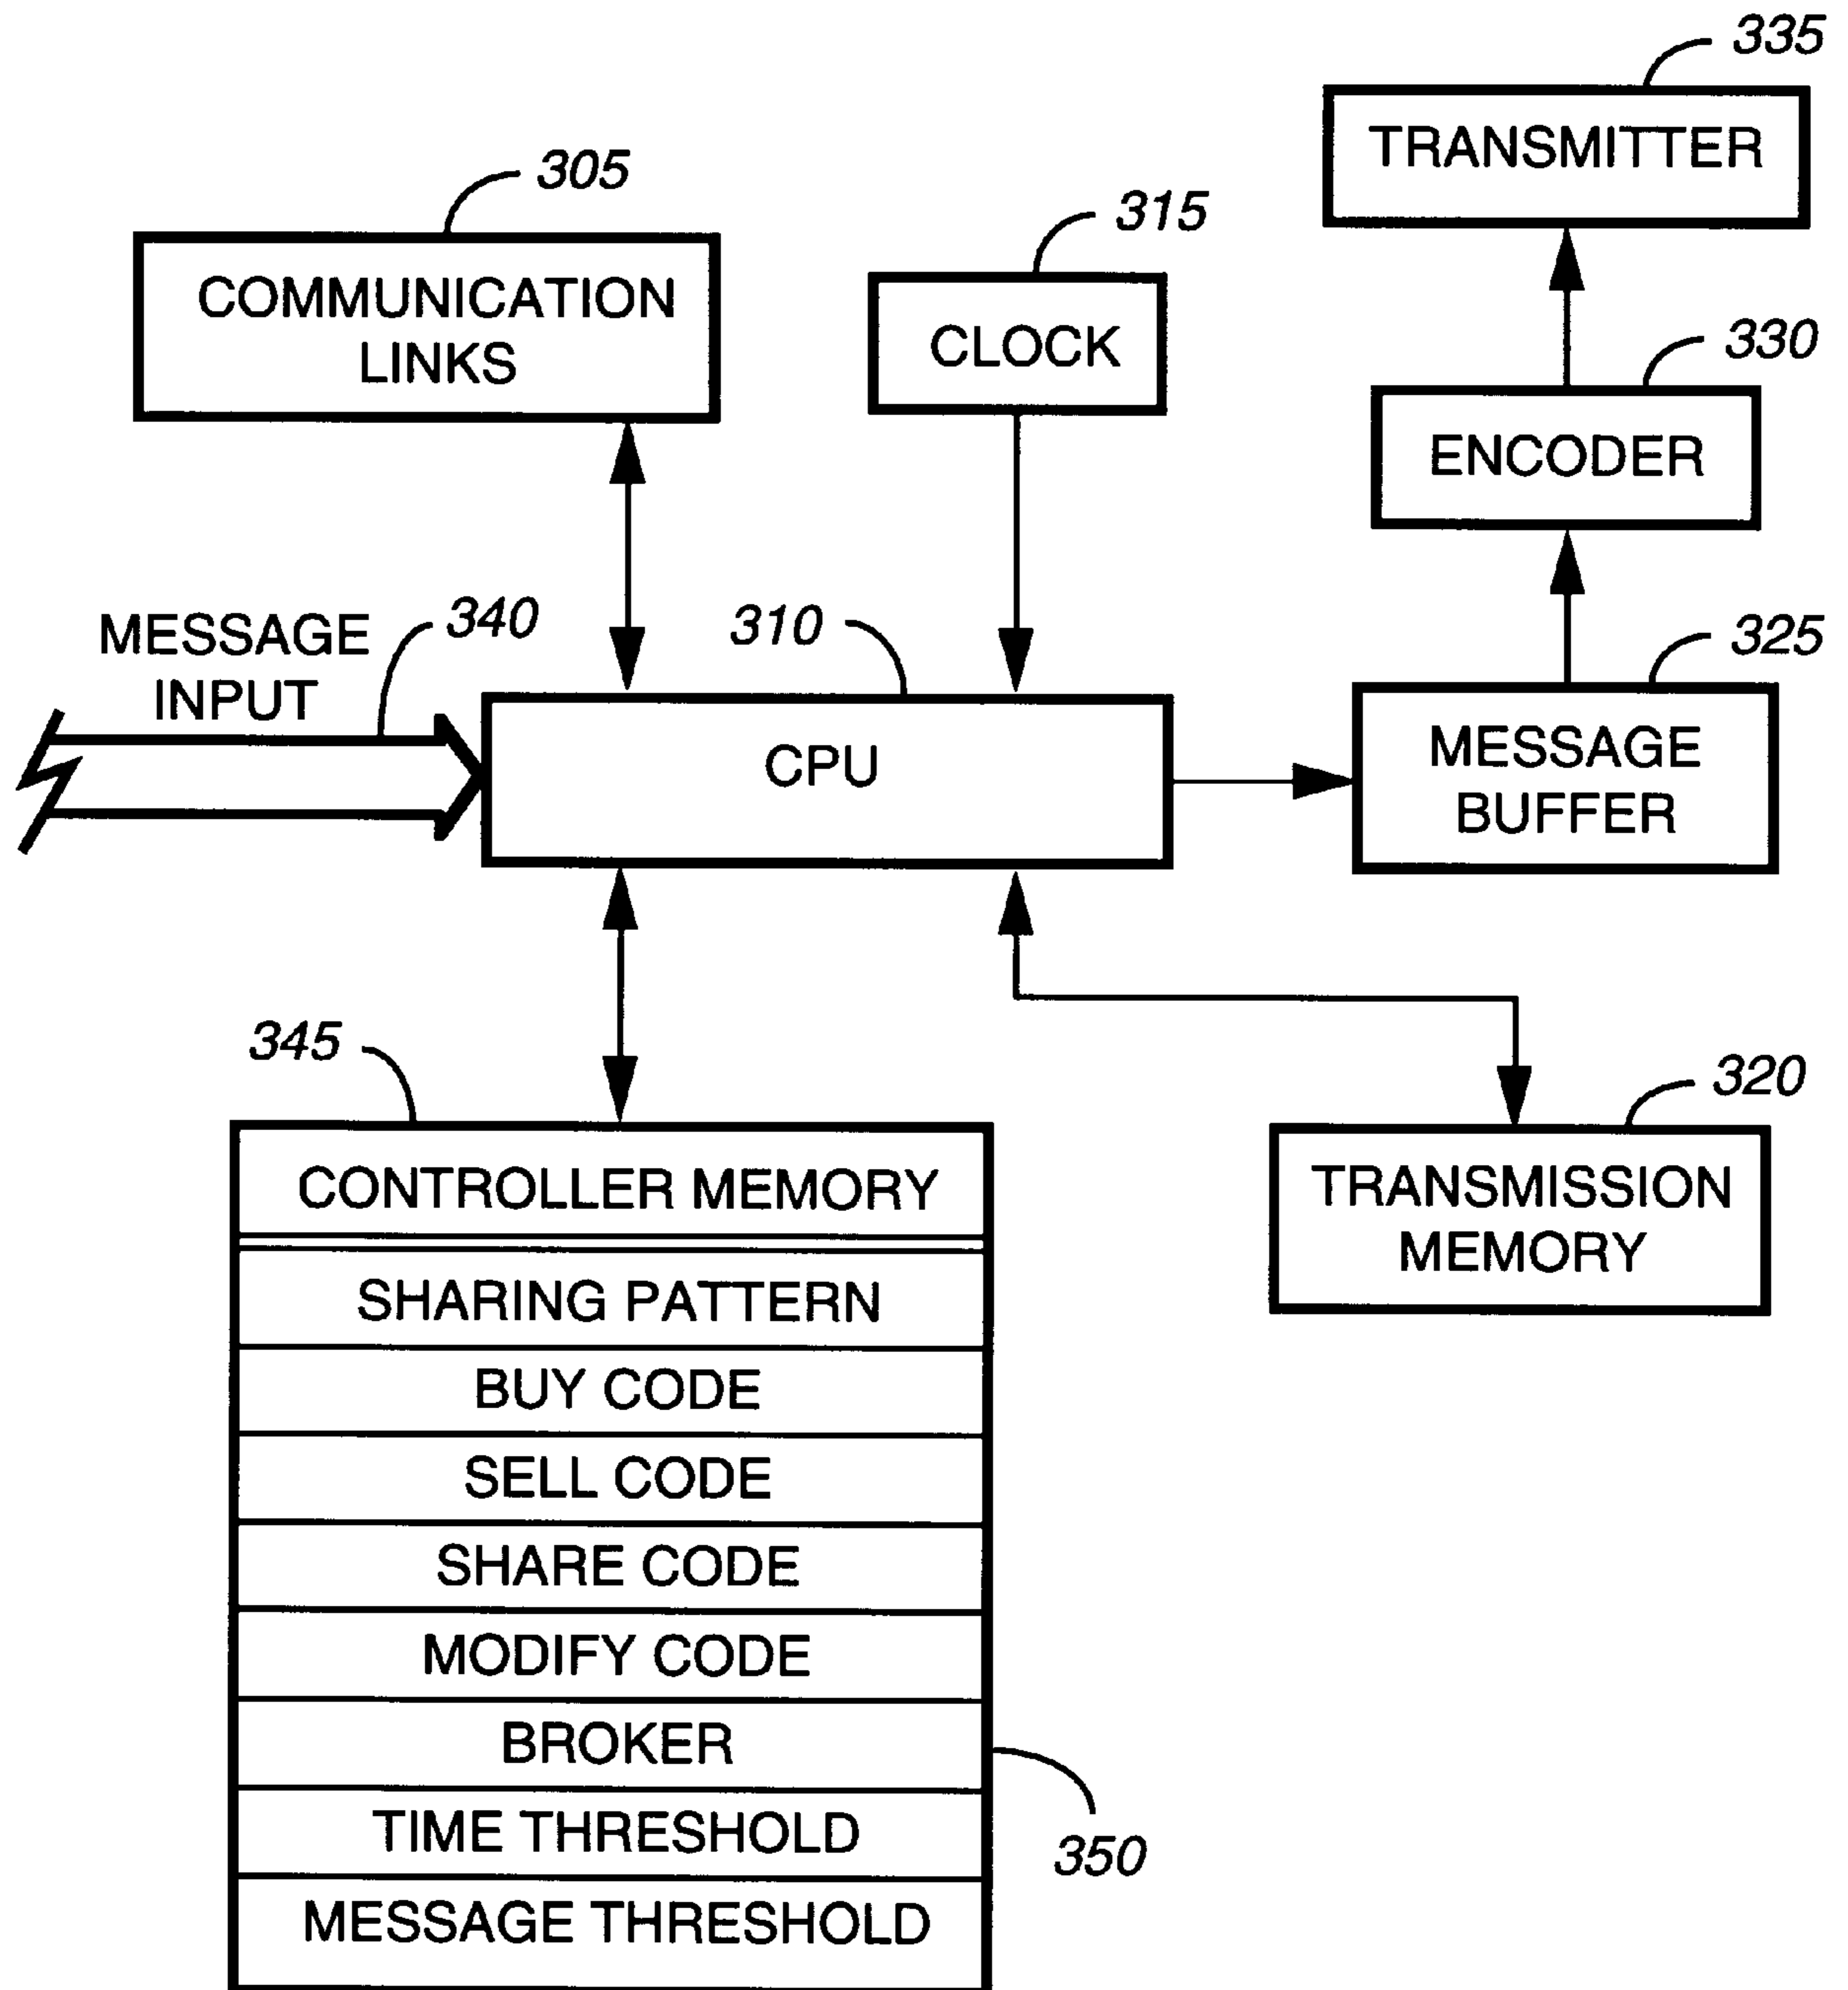 335
TRANSMITTER
305
COMMUNICATION
LINKS
315
CLOCK
330
ENCODER
MESSAGE
INPUT
340
310
CPU
325
MESSAGE
BUFFER
345
CONTROLLER MEMORY
SHARING PATTERN
BUY CODE
SELL CODE
SHARE CODE
MODIFY CODE
BROKER
TIME THRESHOLD
MESSAGE THRESHOLD
350
320
TRANSMISSION
MEMORY